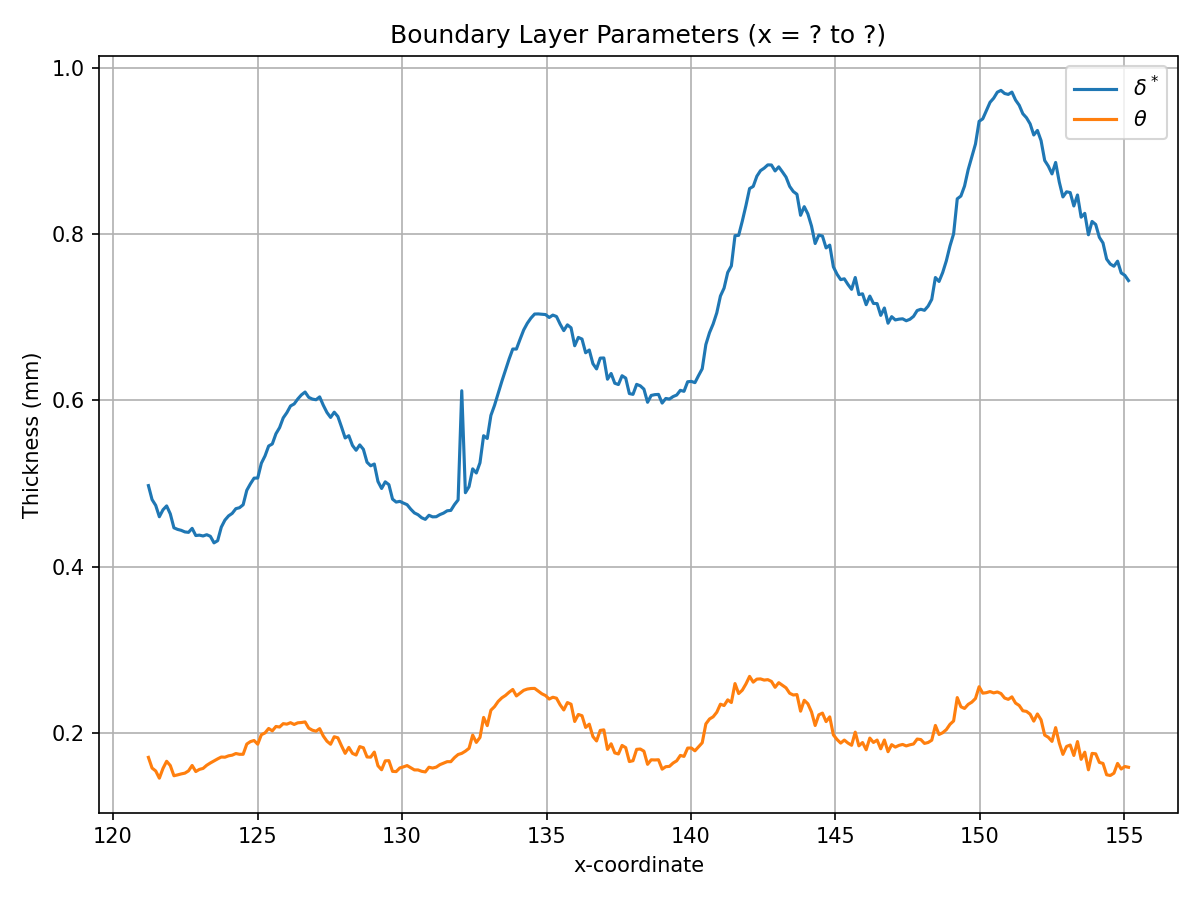 Boundary Layer Parameters (x = ? to ?)
1.0
0.8
0.6
0.4
0.2
Thickness (mm)
δ*
θ
120 125 130 135 140 145 150 155
x-coordinate